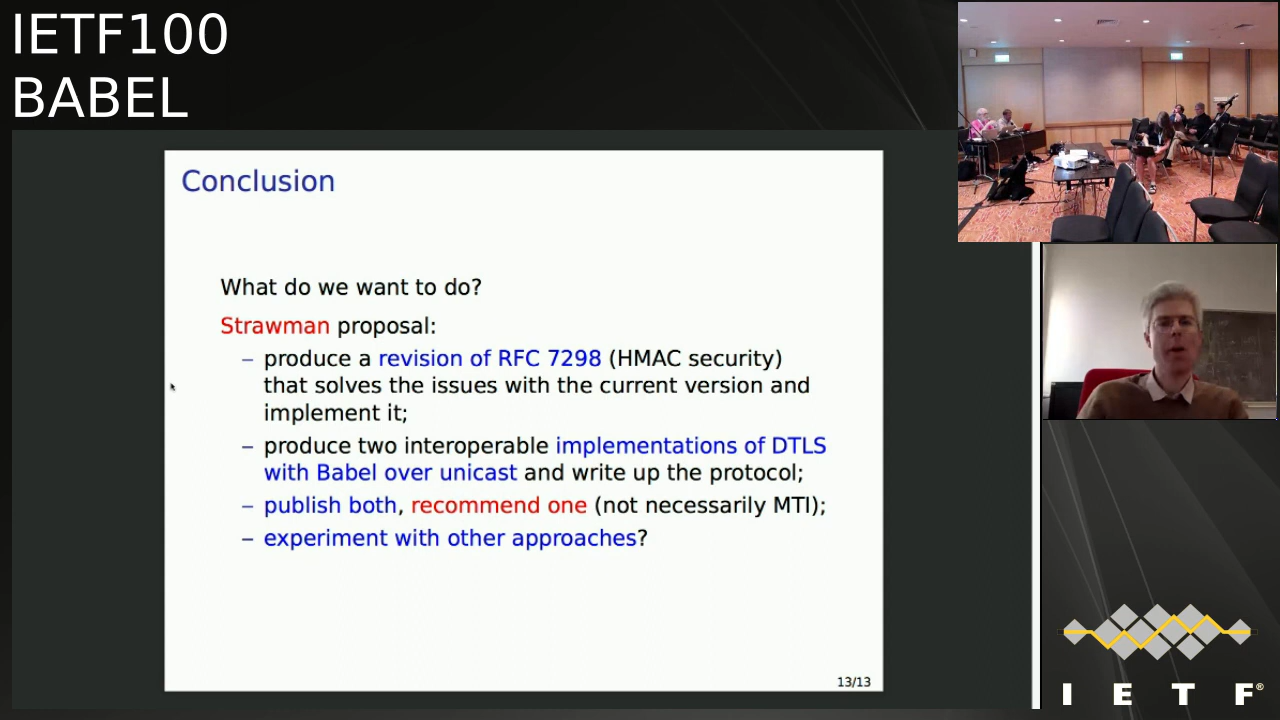 IETF100
BABEL
Conclusion
What do we want to do?
Strawman proposal:
– produce a revision of RFC 7298 (HMAC security)
that solves the issues with the current version and
implement it;
– produce two interoperable implementations of DTLS
with Babel over unicast and write up the protocol;
– publish both, recommend one (not necessarily MTI);
– experiment with other approaches?
13/13
I E T F®